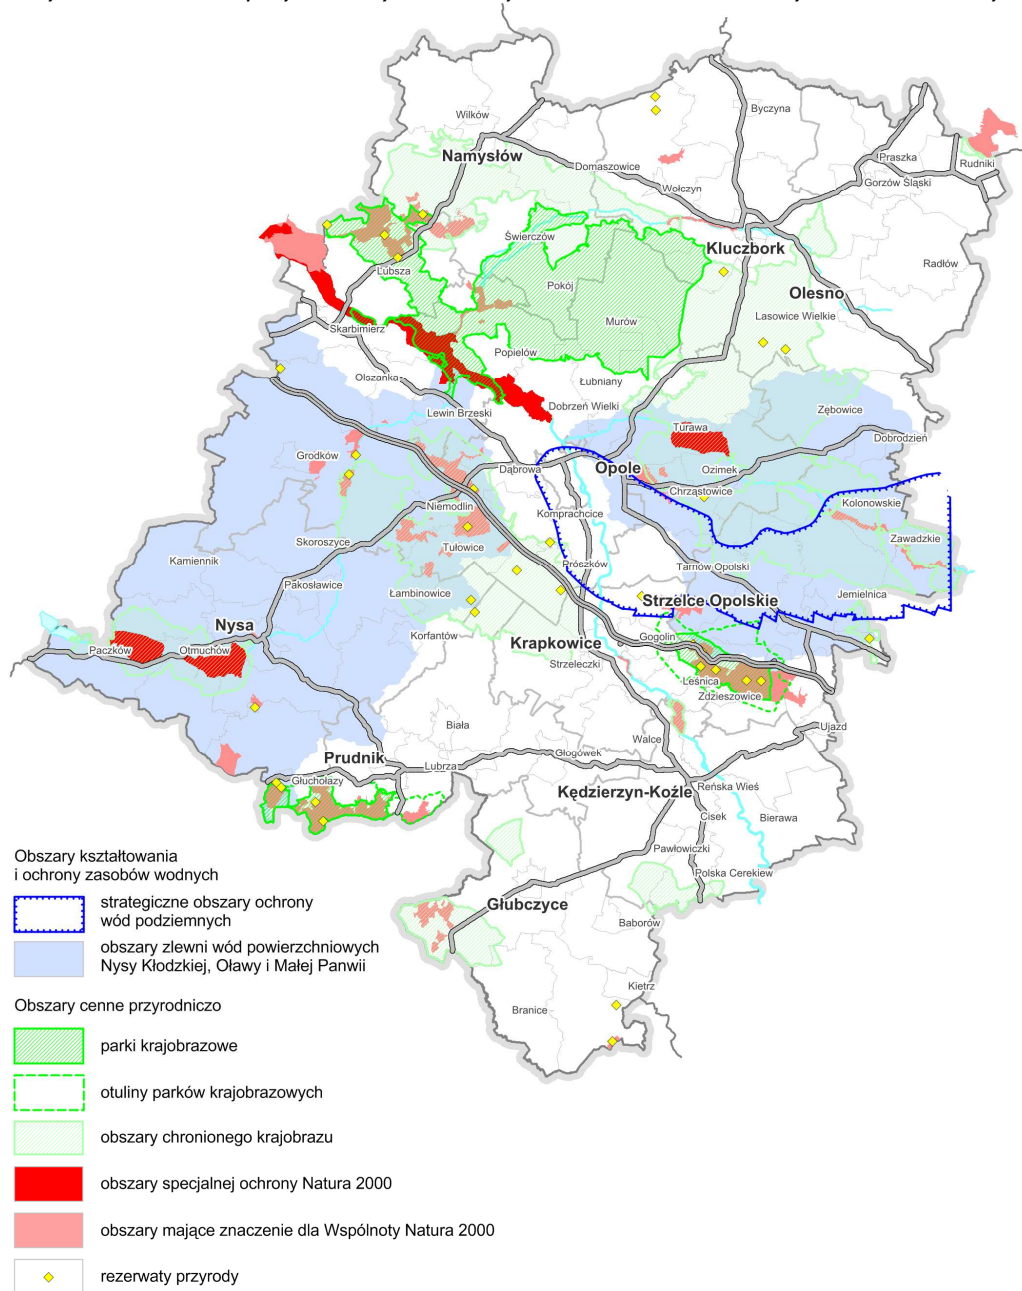 Wilków
Byczyna
Namysłów
Domaszowice
Praszka
Rudniki
Wołczyn
Gorzów Śląski
Świerczów
Kluczbork
Lubsza
Radłów
Pokój
Olesno
Skarbimierz
Murów
Lasowice Wielkie
Popielów
Olszanka
Łubniany
Lewin Brzeski
Dobrzeń Wielki
Zębowice
Turawa
Dobrodzień
Grodków
Dąbrowa
Opole
Ozimek
Chrząstowice
Niemodlin
Kolonowskie
Komprachcice
Skoroszyce
Tułowice
Zawadzkie
Kamiennik
Prószków
Tarnów Opolski
Pakosławice
Łambinowice
Strzelce Opolskie
Jemielnica
Nysa
Korfantów
Krapkowice
Gogolin
Paczków
Otmuchów
Strzeleczki
Leśnica
Zdzieszowice
Biała
Ujazd
Walce
Prudnik
Głogówek
Lubrza
Głuchołazy
Kędzierzyn-Koźle
Reńska Wieś
Cisek
Bierawa
Pawłowiczki
Polska Cerekiew
Głubczyce
Baborów
Kietrz
Branice
Obszary kształtowania
i ochrony zasobów wodnych
strategiczne obszary ochrony
wód podziemnych
obszary zlewni wód powierzchniowych
Nysy Kłodzkiej, Oławy i Małej Panwii
Obszary cenne przyrodniczo
parki krajobrazowe
otuliny parków krajobrazowych
obszary chronionego krajobrazu
obszary specjalnej ochrony Natura 2000
obszary mające znaczenie dla Wspólnoty Natura 2000
rezerwaty przyrody